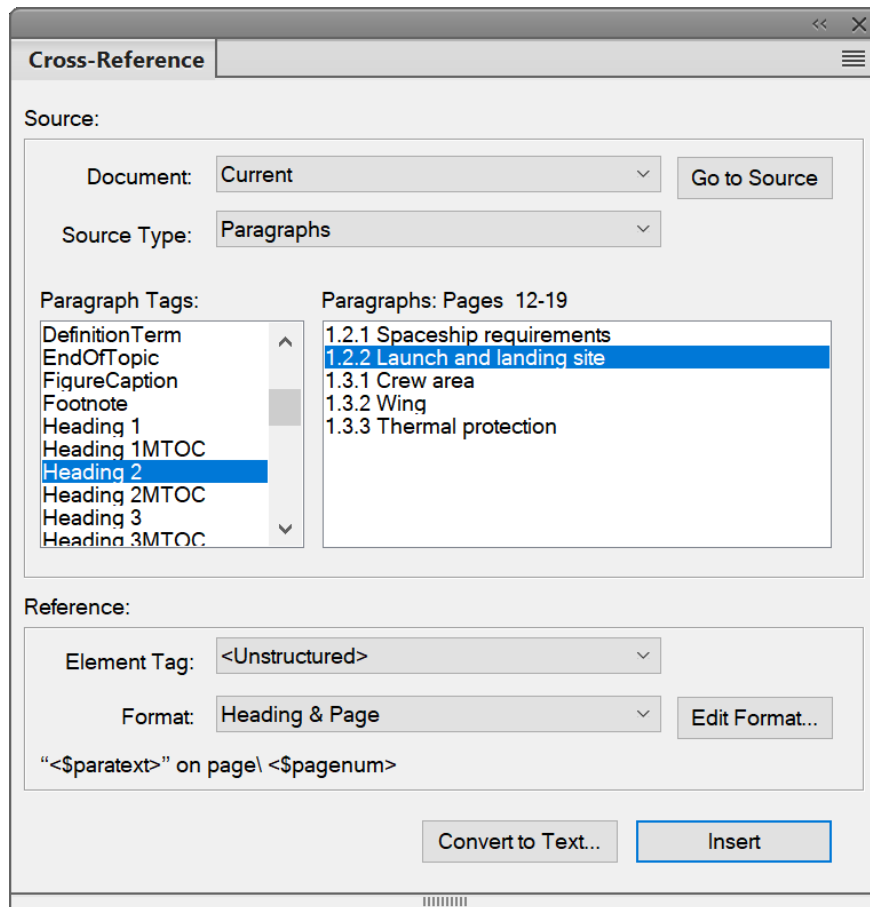 Cross-Reference
Source:
Document: Current Go to Source
Source Type: Paragraphs
Paragraph Tags: Paragraphs: Pages 12-19
DefinitionTerm
EndOfTopic
FigureCaption
Footnote
Heading 1
Heading 1MTOC
Heading 2
Heading 2MTOC
Heading 3
Heading 3MTOC
1.2.1 Spaceship requirements
1.2.2 Launch and landing site
1.3.1 Crew area
1.3.2 Wing
1.3.3 Thermal protection
Reference:
Element Tag: <Unstructured>
Format: Heading & Page Edit Format...
“<$paratext>” on page\ <$pagenum>
Convert to Text... Insert